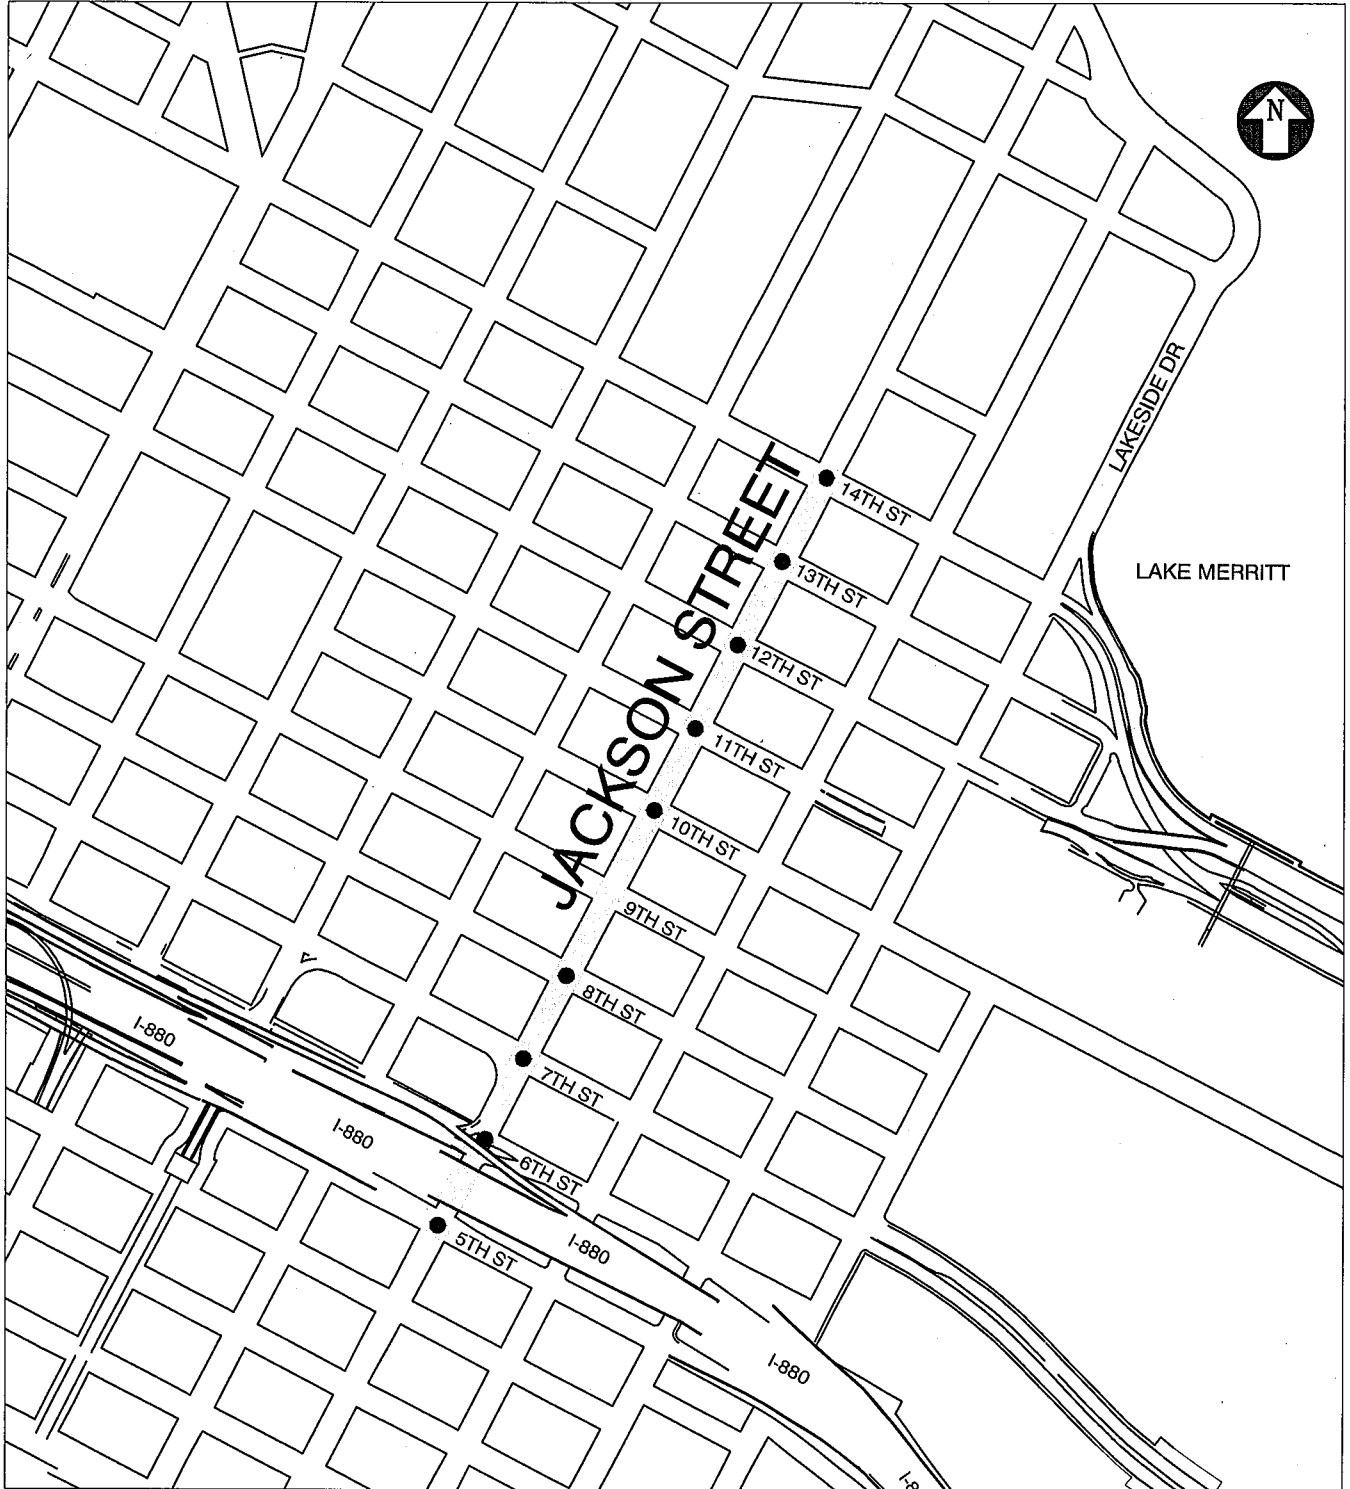 N
LAKESIDE DR
JACKSON STREET
14TH ST
LAKE MERRITT
13TH ST
12TH ST
11TH ST
10TH ST
9TH ST
8TH ST
I-880
7TH ST
I-880
6TH ST
5TH ST
I-880
I-880